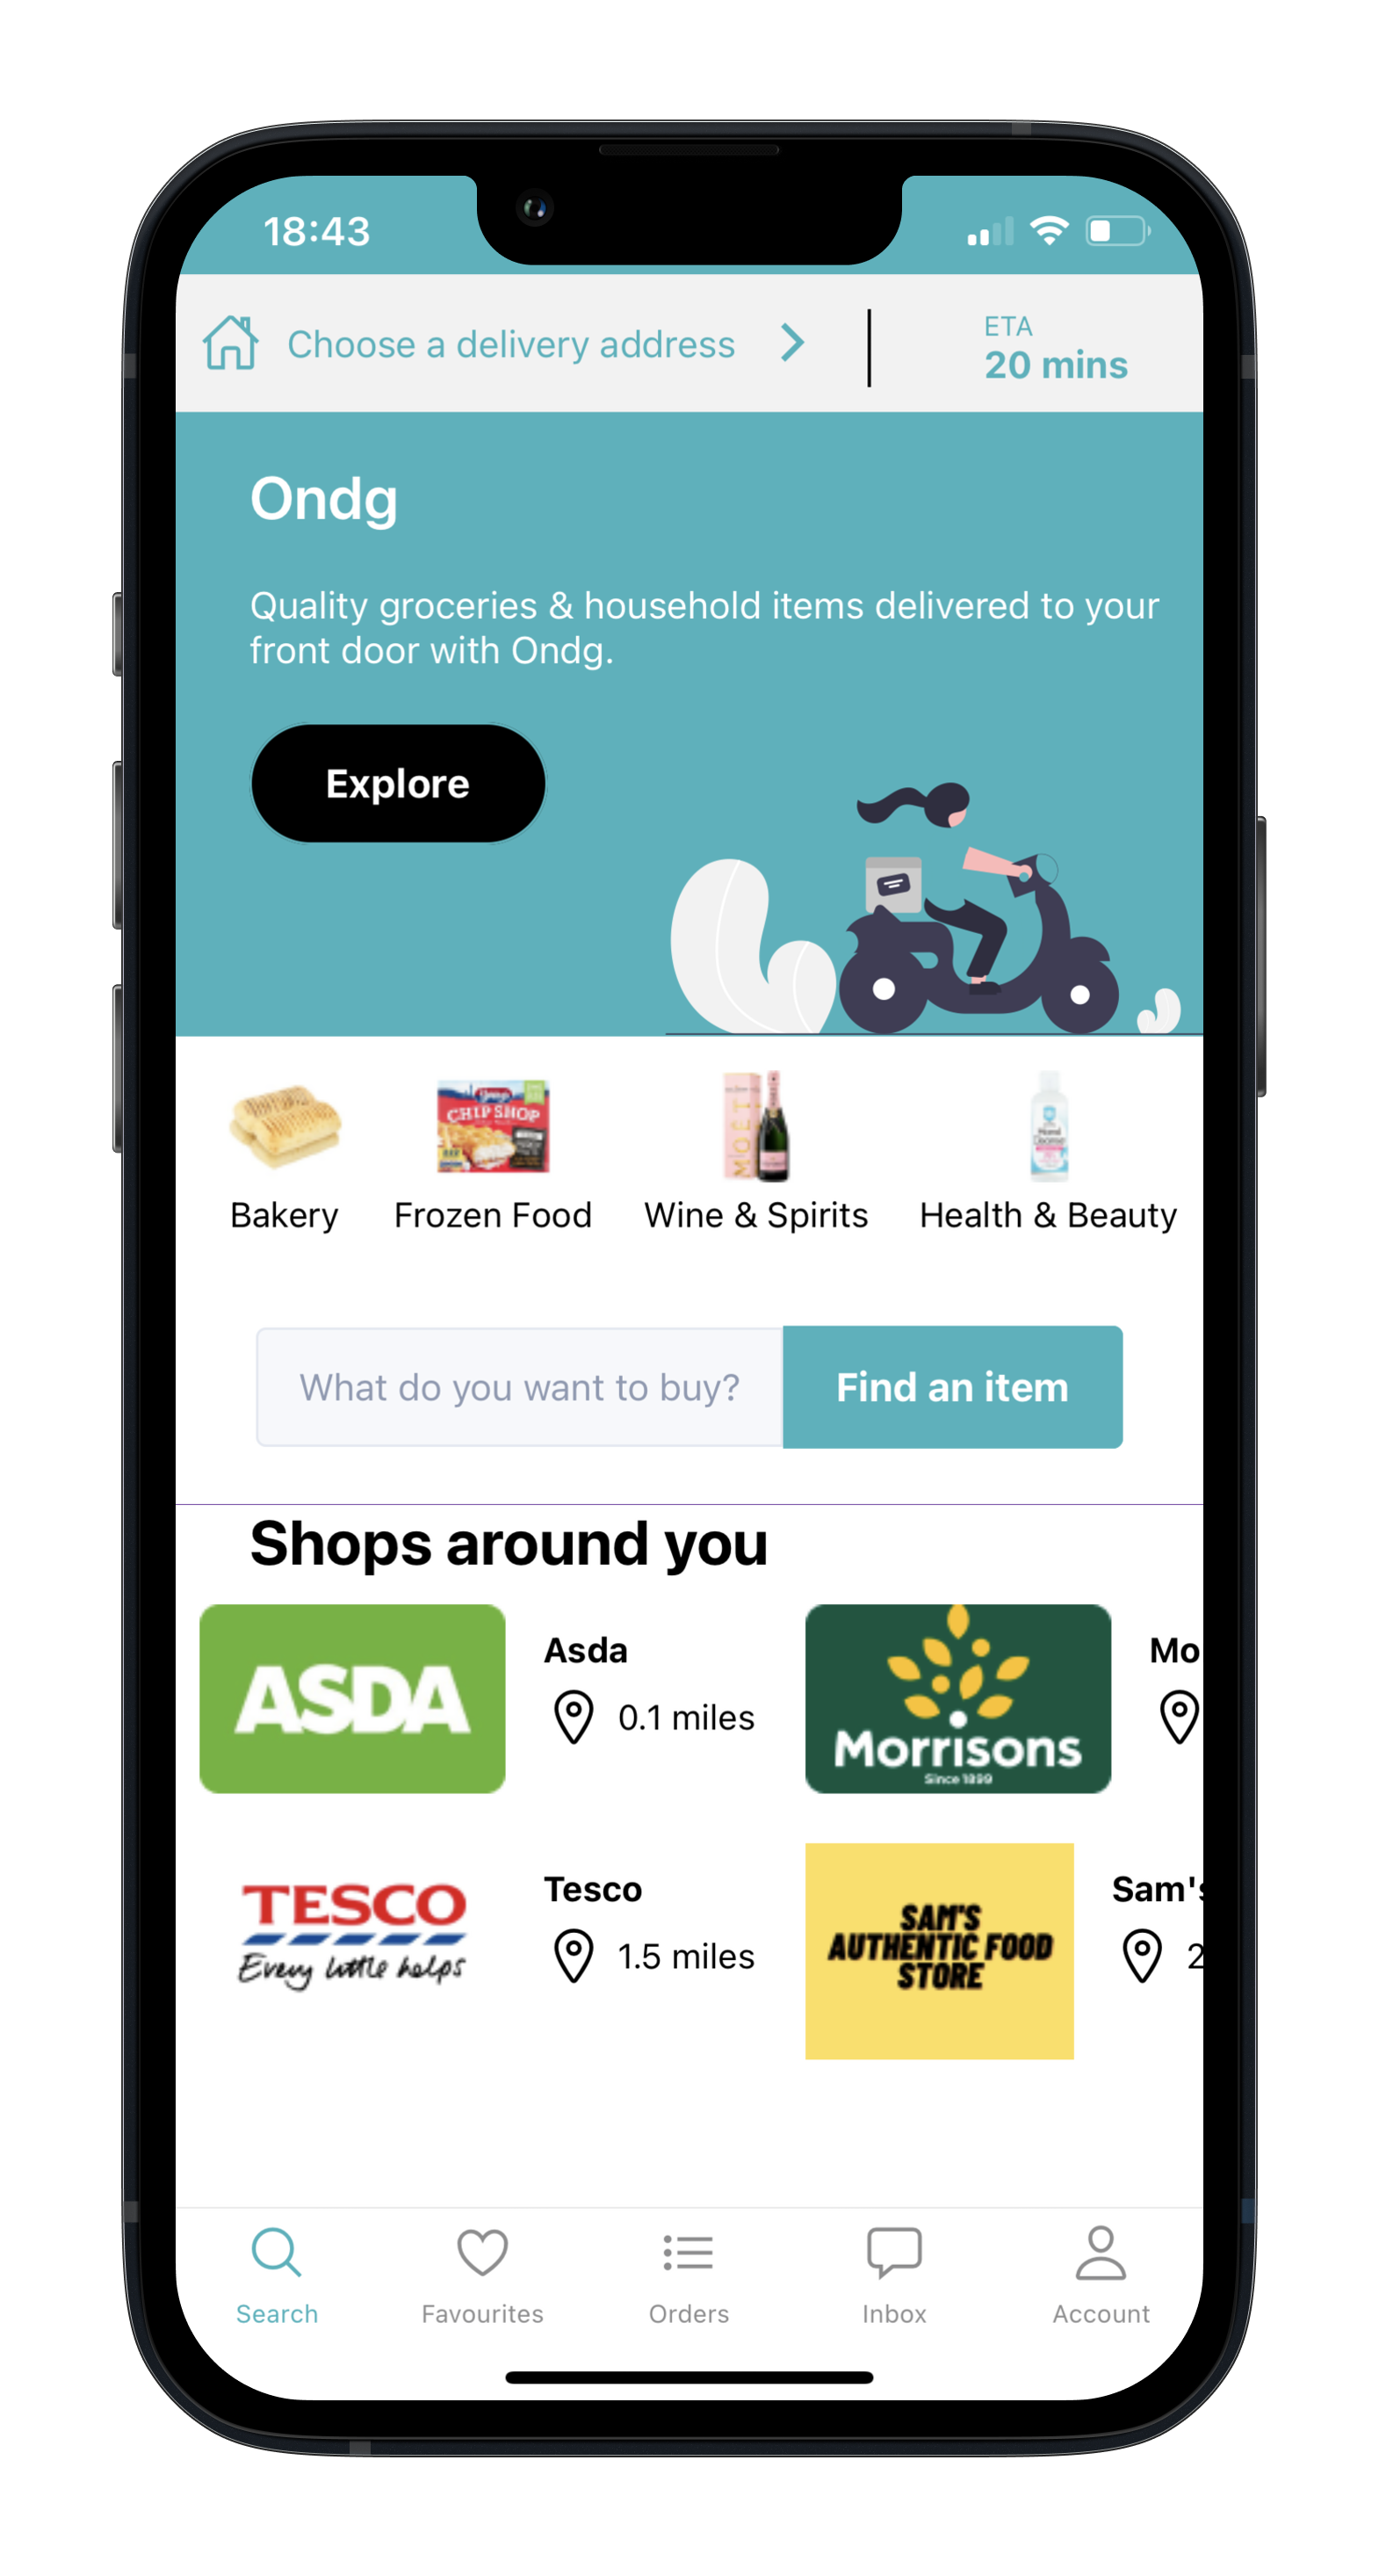 18:43
Choose a delivery address
ETA
20 mins
Ondg
Quality groceries & household items delivered to your
front door with Ondg.
Explore
Young's
CHIP SHOP
MOET
Bakery
Frozen Food
Wine & Spirits
Health & Beauty
What do you want to buy?
Find an item
Shops around you
ASDA
Asda
0.1 miles
Morrisons
Since 1899
Mo
TESCO
Every little helps
Tesco
1.5 miles
SAM'S
AUTHENTIC FOOD
STORE
Sam's
2
Search
Favourites
Orders
Inbox
Account